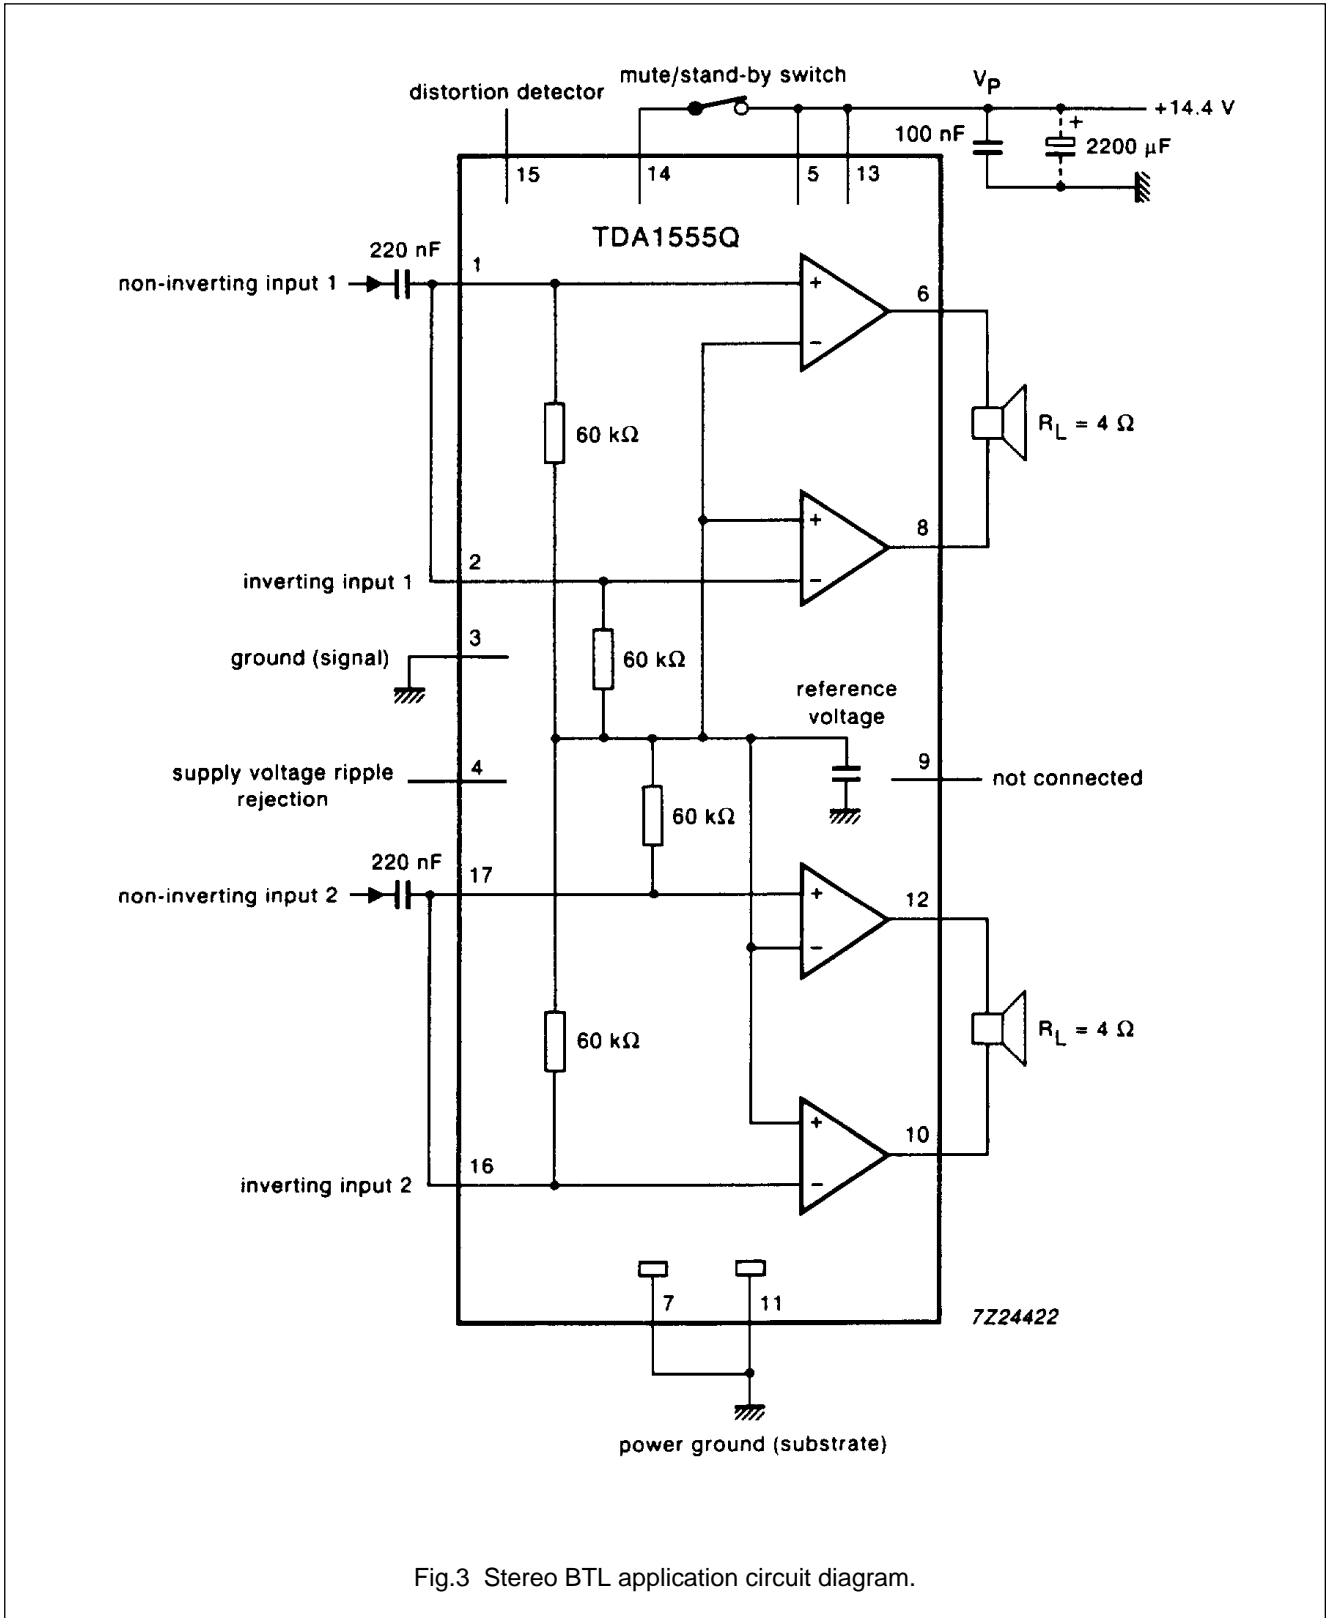 mute/stand-by switch
VP
distortion detector
+14.4 V
100 nF
+
2200 µF
15
14
5
13
TDA1555Q
220 nF
1
non-inverting input 1
+
6
−
60 kΩ
RL = 4 Ω
+
8
2
inverting input 1
−
3
ground (signal)
60 kΩ
reference
voltage
4
supply voltage ripple
rejection
9
not connected
60 kΩ
220 nF
17
non-inverting input 2
+
12
−
60 kΩ
RL = 4 Ω
+
10
16
inverting input 2
−
7
11
7Z24422
power ground (substrate)
Fig.3 Stereo BTL application circuit diagram.